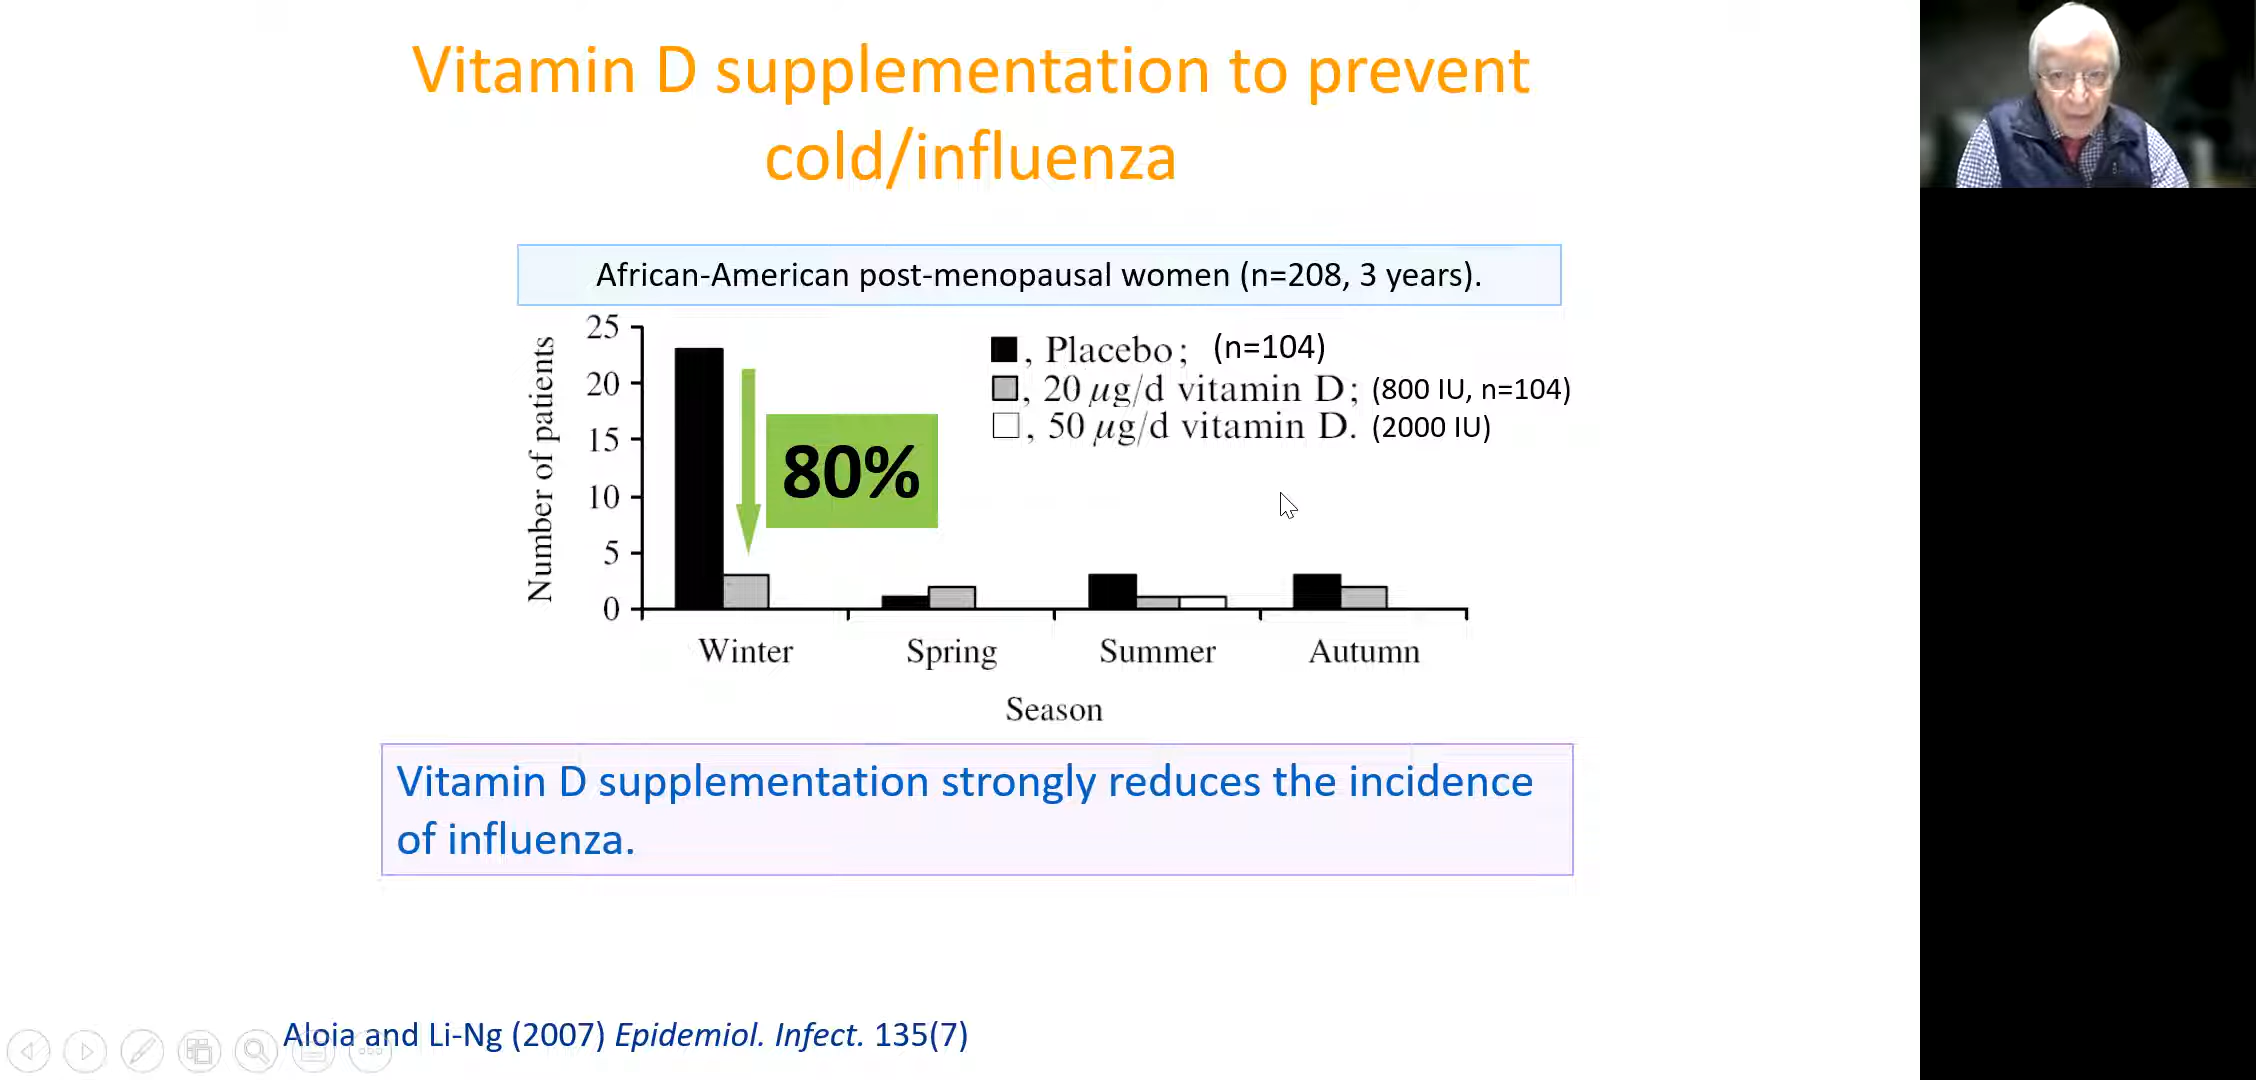 Vitamin D supplementation to prevent
cold/influenza
African-American post-menopausal women (n=208, 3 years).
25
20
15
10
5
0
Number of patients
, Placebo; (n=104)
, 20 µg/d vitamin D; (800 IU, n=104)
, 50 µg/d vitamin D. (2000 IU)
80%
Winter Spring Summer Autumn
Season
Vitamin D supplementation strongly reduces the incidence
of influenza.
Aloia and Li-Ng (2007) Epidemiol. Infect. 135(7)